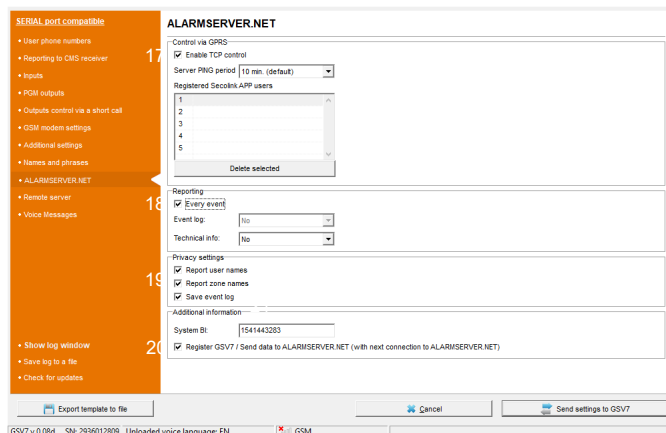 SERIAL port compatible
• User phone numbers
• Reporting to CMS receiver
• Inputs
• PGM outputs
• Outputs control via a short call
• GSM modem settings
• Additional settings
• Names and phrases
• ALARMSERVER.NET
• Remote server
• Voice Messages
• Show log window
• Save log to a file
• Check for updates
17
18
19
20
ALARMSERVER.NET
Control via GPRS
Enable TCP control
Server PING period 10 min. (default)
Registered Secolink APP users
1
2
3
4
5
Delete selected
Reporting
Every event
Event log: No
Technical info: No
Privacy settings
Report user names
Report zone names
Save event log
Additional information
System BI: 1541443283
Register GSV7 / Send data to ALARMSERVER.NET (with next connection to ALARMSERVER.NET)
Export template to file
Cancel
Send settings to GSV7
GSV7 v 0.08d SN: 2936012809 Uploaded voice language: EN GSM